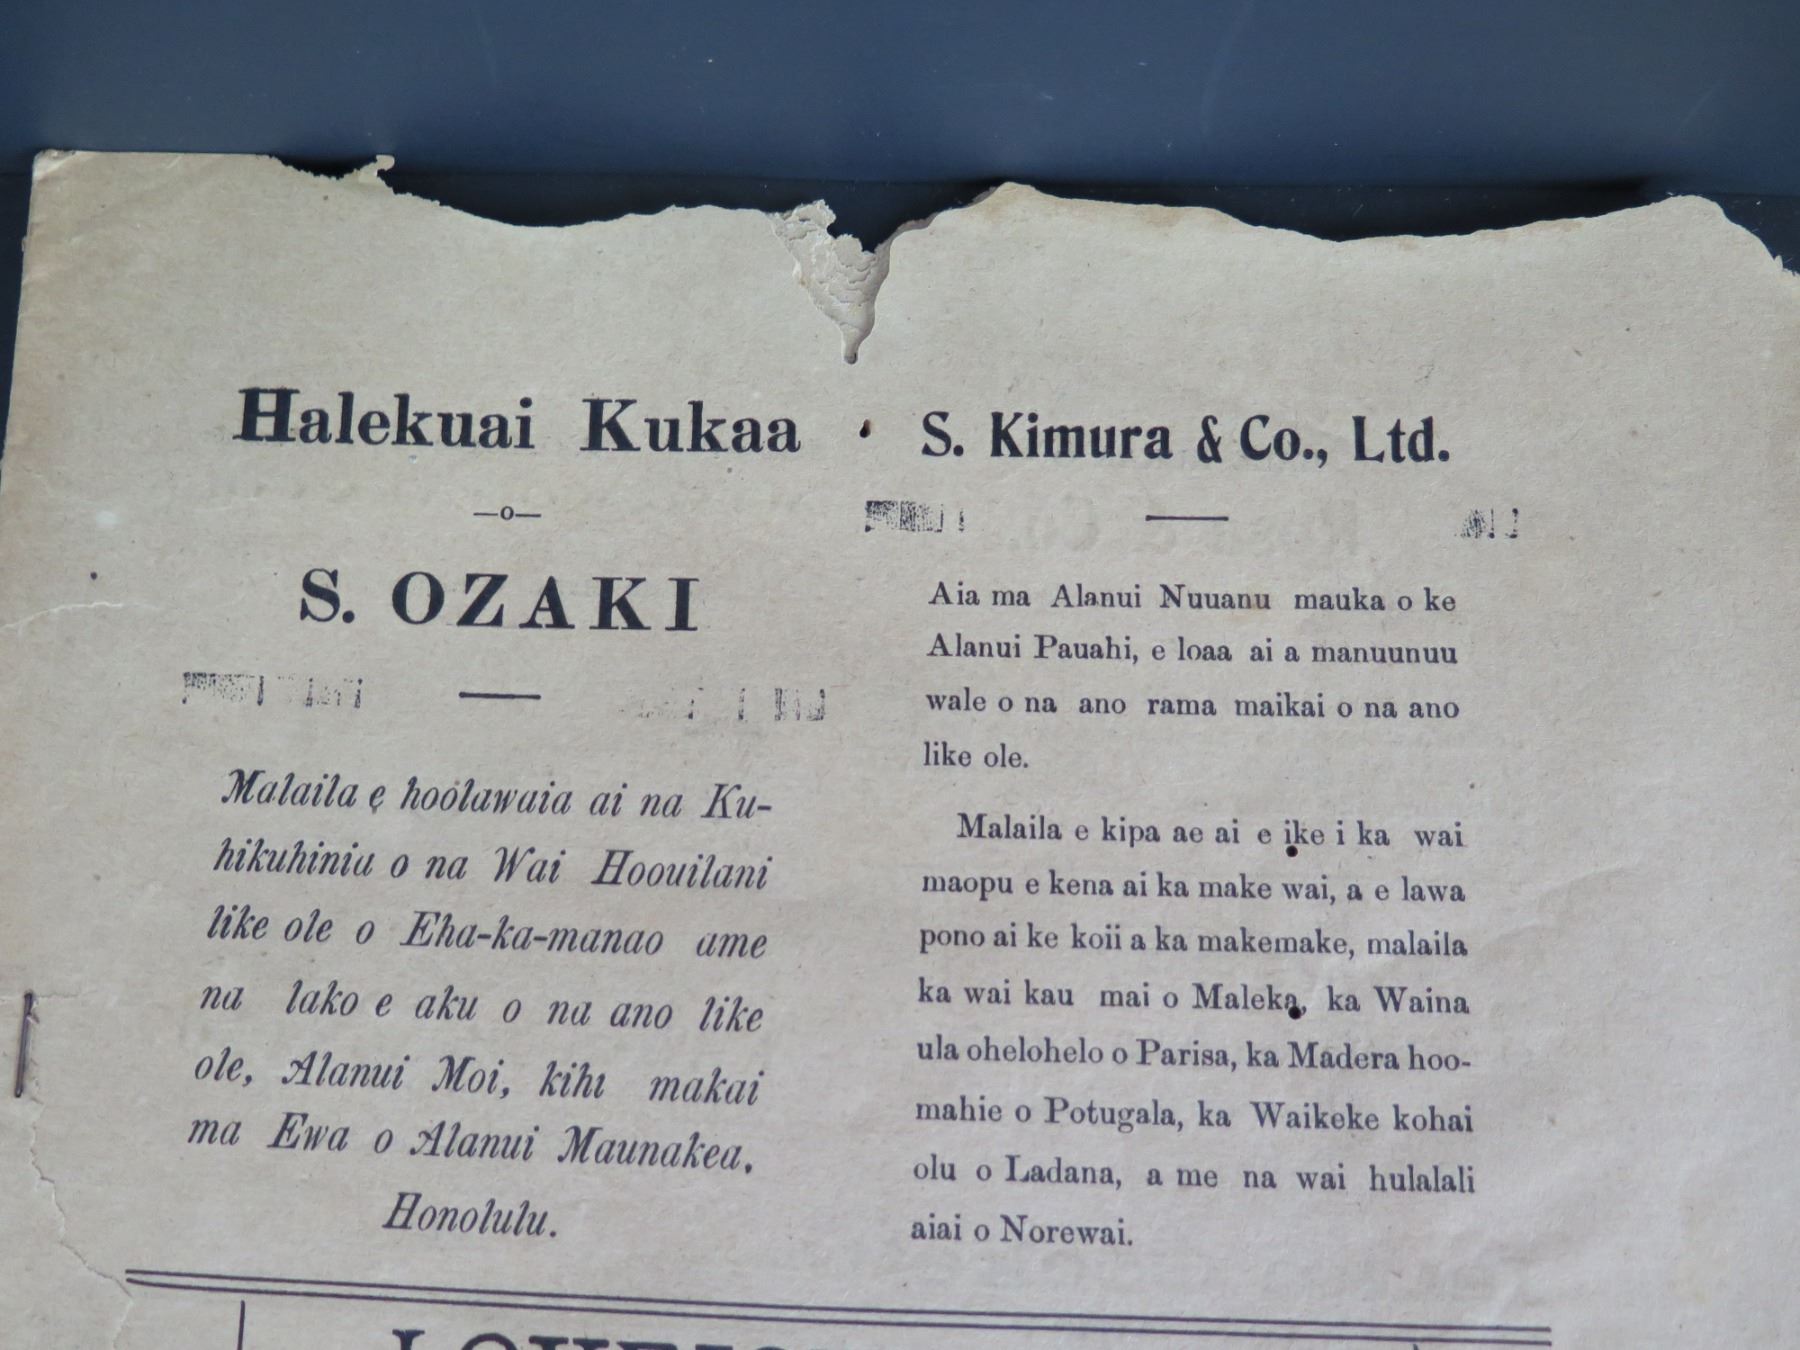 Halekuai Kukaa
—o—
S. OZAKI
Malaila e hoolawaia ai na Ku-
hikuhinia o na Wai Hoouilani
like ole o Eha-ka-manao ame
na lako e aku o na ano like
ole, Alanui Moi, kihi makai
ma Ewa o Alanui Maunakea.
Honolulu.
S. Kimura & Co., Ltd.
Aia ma Alanui Nuuanu mauka o ke
Alanui Pauahi, e loaa ai a manuunuu
wale o na ano rama maikai o na ano
like ole.
Malaila e kipa ae ai e ike i ka wai
maopu e kena ai ka make wai, a e lawa
pono ai ke koii a ka makemake, malaila
ka wai kau mai o Maleka, ka Waina
ula ohelohelo o Parisa, ka Madera hoo-
mahie o Potugala, ka Waikeke kohai
olu o Ladana, a me na wai hulalali
aiai o Norewai.